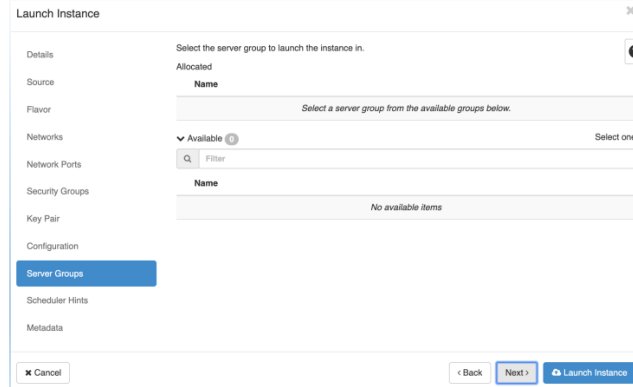 Launch Instance
Details
Source
Flavor
Networks
Network Ports
Security Groups
Key Pair
Configuration
Server Groups
Scheduler Hints
Metadata
Select the server group to launch the instance in.
Allocated
Name
Select a server group from the available groups below.
Available 0 Select one
Filter
Name
No available items
Cancel < Back Next > Launch Instance